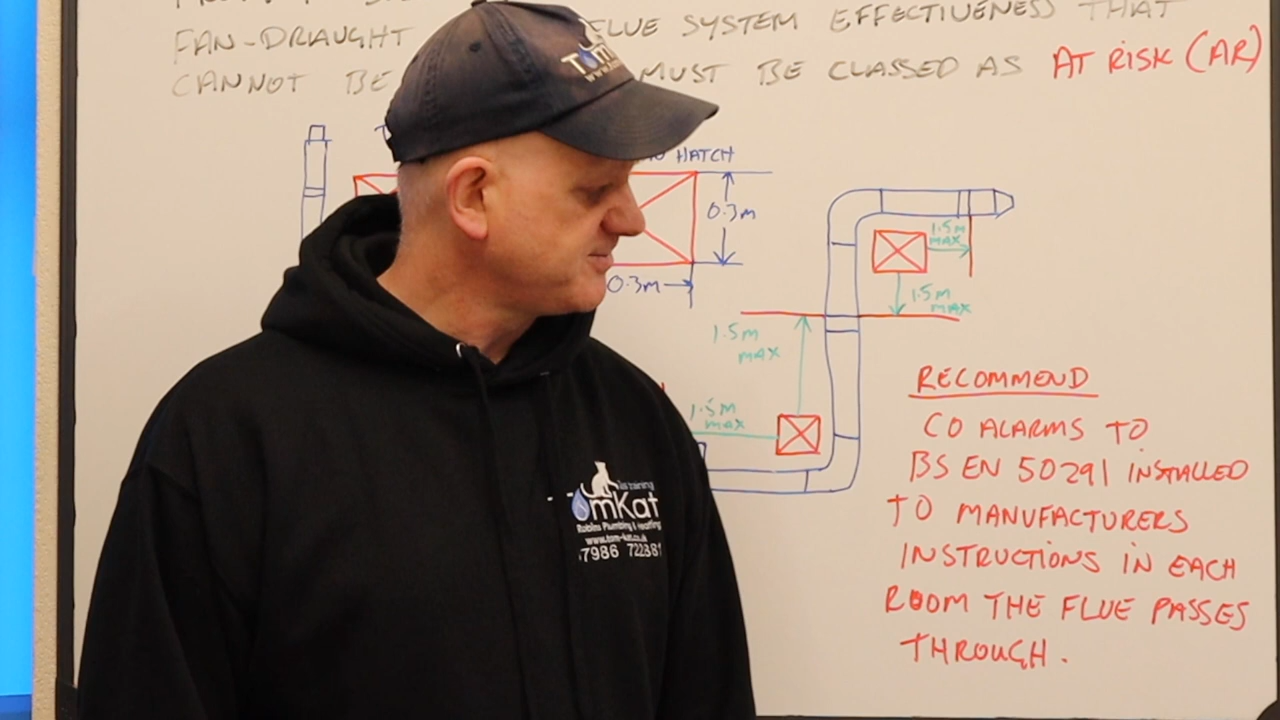 FAN-DRAUGHT FLUE SYSTEM EFFECTIVENESS THAT
CANNOT BE MUST BE CLASSED AS AT RISK (AR)
HATCH
0.3m
0.3m
1.5m
MAX
1.5m
MAX
1.5m
MAX
1.5m
MAX
RECOMMEND
CO ALARMS TO
BS EN 50291 INSTALLED
TO MANUFACTURERS
INSTRUCTIONS IN EACH
ROOM THE FLUE PASSES
THROUGH.
Tom
Gas training
TomKat
Robins Plumbing & Heating
www.tom-kat.co.uk